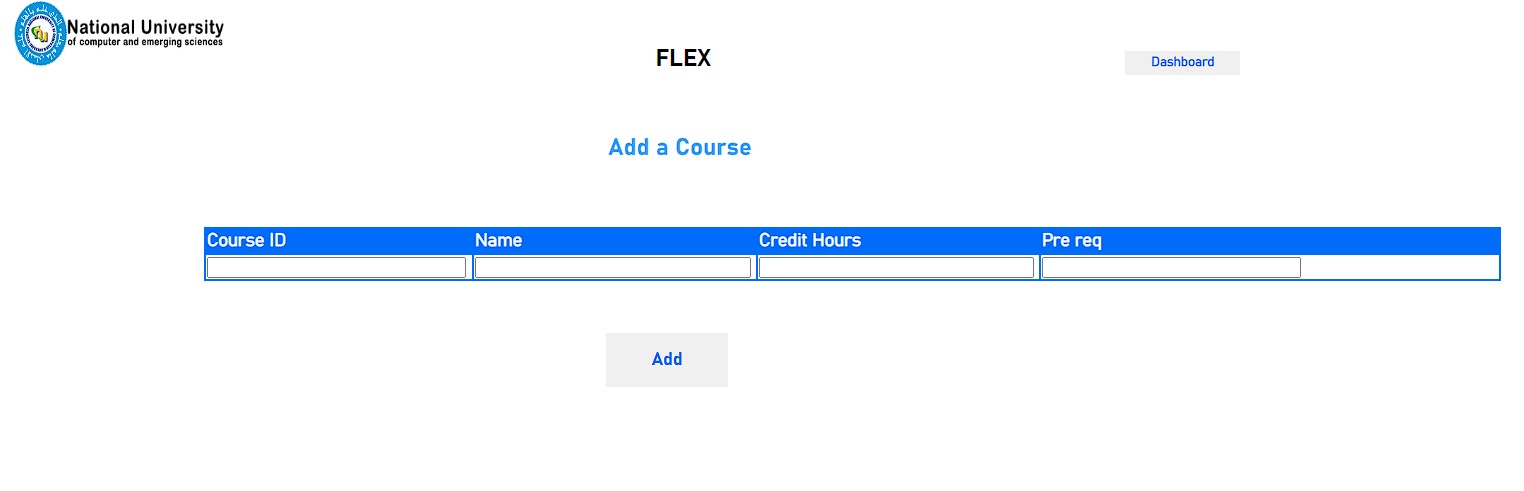 National University
of computer and emerging sciences
FLEX
Dashboard
Add a Course
Course ID Name Credit Hours Pre req
Add